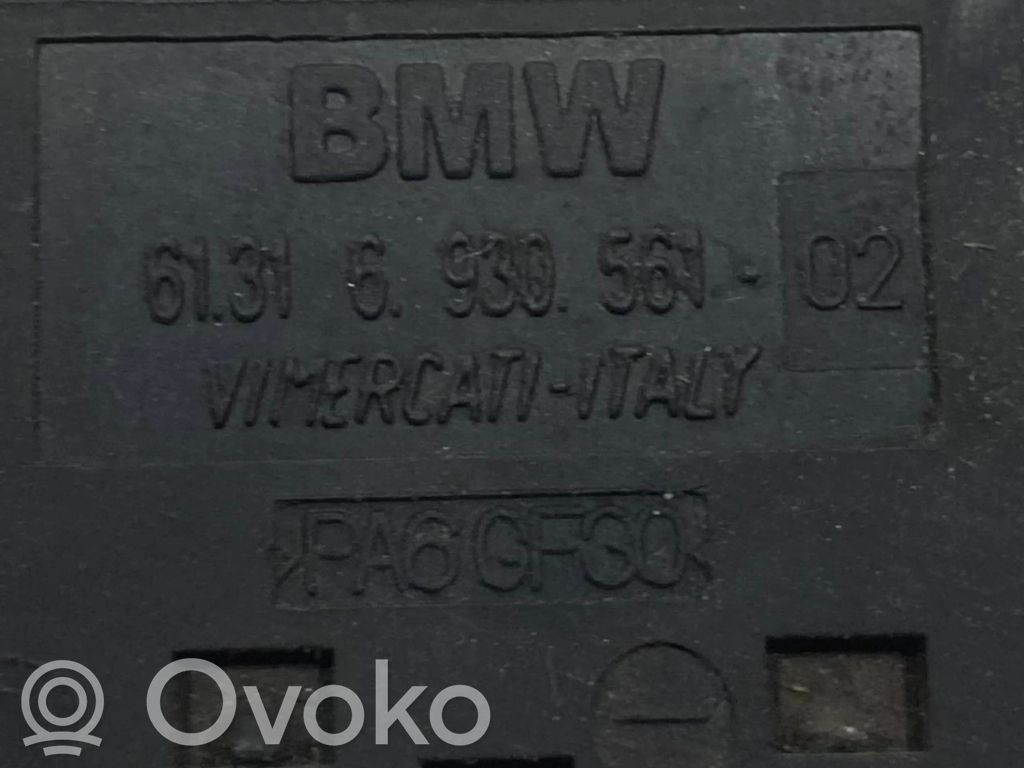 BMW
61.31 6. 930. 561 - 02
VIMERCATI-ITALY
>PA6 GF30<
Ovoko